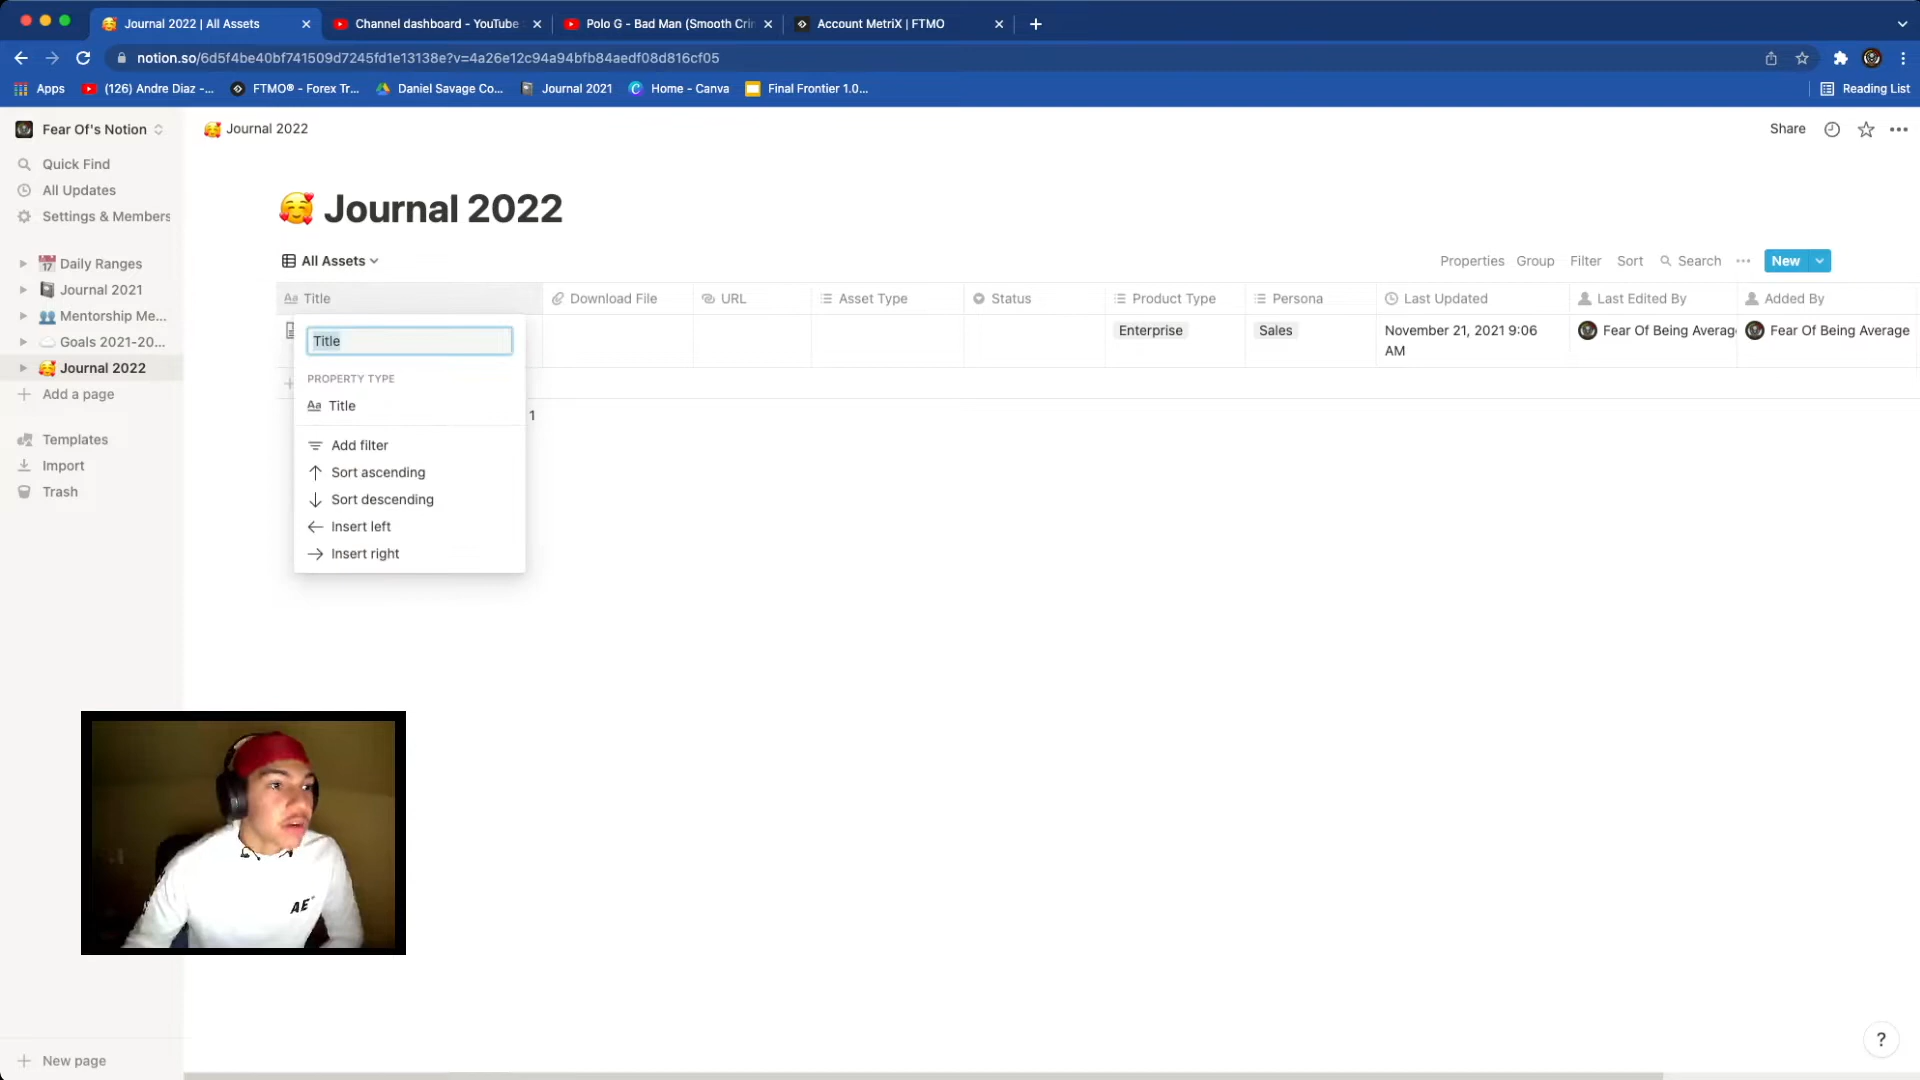 Journal 2022 | All Assets
Channel dashboard - YouTube
Polo G - Bad Man (Smooth Crir
Account MetriX | FTMO
notion.so/6d5f4be40bf741509d7245fd1e13138e?v=4a26e12c94a94bfb84aedf08d816cf05
Apps
(126) Andre Diaz -...
FTMO® - Forex Tr...
Daniel Savage Co...
Journal 2021
Home - Canva
Final Frontier 1.0...
Reading List
Fear Of's Notion
Journal 2022
Share
Quick Find
All Updates
Settings & Members
Daily Ranges
Journal 2021
Mentorship Me...
Goals 2021-20...
Journal 2022
Add a page
Templates
Import
Trash
New page
Journal 2022
All Assets
Properties
Group
Filter
Sort
Search
New
Aa Title
Download File
URL
Asset Type
Status
Product Type
Persona
Last Updated
Last Edited By
Added By
Enterprise
Sales
November 21, 2021 9:06
AM
Fear Of Being Averag
Fear Of Being Average
1
Title
PROPERTY TYPE
Aa Title
Add filter
Sort ascending
Sort descending
Insert left
Insert right
AE
?